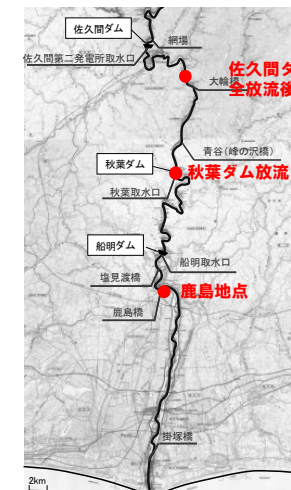 佐久間ダム
網場
佐久間第二発電所取水口
佐久間ダ
全放流後
大輪橋
青谷(峰の沢橋)
秋葉ダム
秋葉ダム放流
秋葉取水口
船明ダム
船明取水口
塩見渡橋
鹿島地点
鹿島橋
掛塚橋
2km